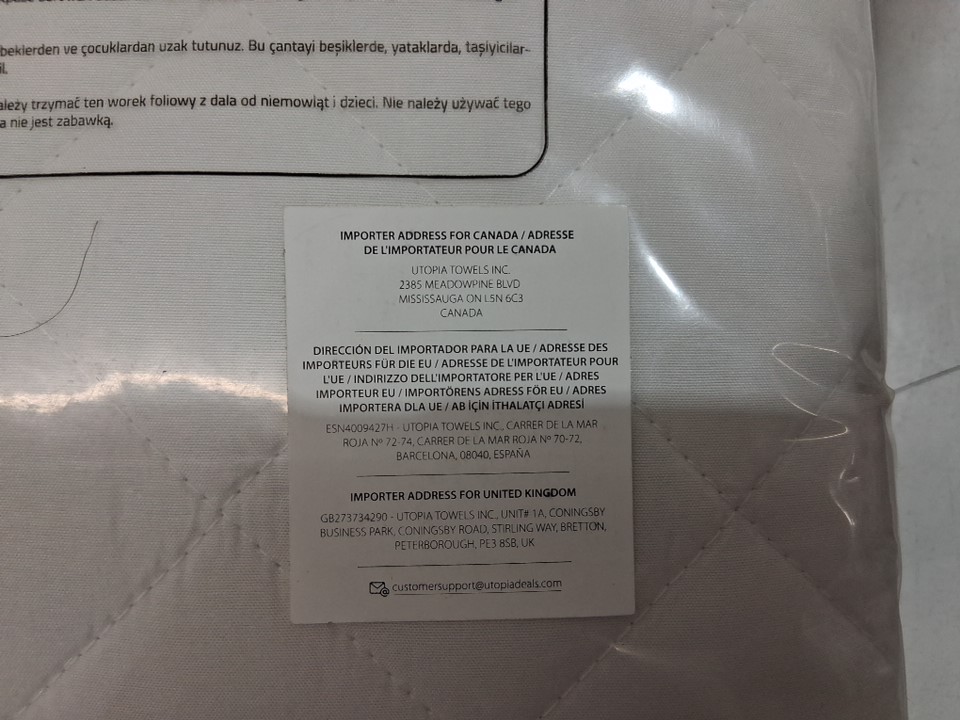 beklerden ve çocuklardan uzak tutunuz. Bu çantayi beşiklerde, yataklarda, taşiyicilar-
il.
ależy trzymać ten worek foliowy z dala od niemowląt i dzieci. Nie należy używać tego
a nie jest zabawką.
IMPORTER ADDRESS FOR CANADA / ADRESSE
DE L'IMPORTATEUR POUR LE CANADA
UTOPIA TOWELS INC.
2385 MEADOWPINE BLVD
MISSISSAUGA ON L5N 6C3
CANADA
DIRECCIÓN DEL IMPORTADOR PARA LA UE / ADRESSE DES
IMPORTEURS FÜR DIE EU / ADRESSE DE L'IMPORTATEUR POUR
L'UE / INDIRIZZO DELL'IMPORTATORE PER L'UE / ADRES
IMPORTEUR EU / IMPORTÖRENS ADRESS FÖR EU / ADRES
IMPORTERA DLA UE / AB İÇİN İTHALATÇI ADRESİ
ESN4009427H - UTOPIA TOWELS INC., CARRER DE LA MAR
ROJA Nº 72-74, CARRER DE LA MAR ROJA Nº 70-72,
BARCELONA, 08040, ESPAÑA
IMPORTER ADDRESS FOR UNITED KINGDOM
GB273734290 - UTOPIA TOWELS INC., UNIT# 1A, CONINGSBY
BUSINESS PARK, CONINGSBY ROAD, STIRLING WAY, BRETTON,
PETERBOROUGH, PE3 8SB, UK
customersupport@utopiadeals.com